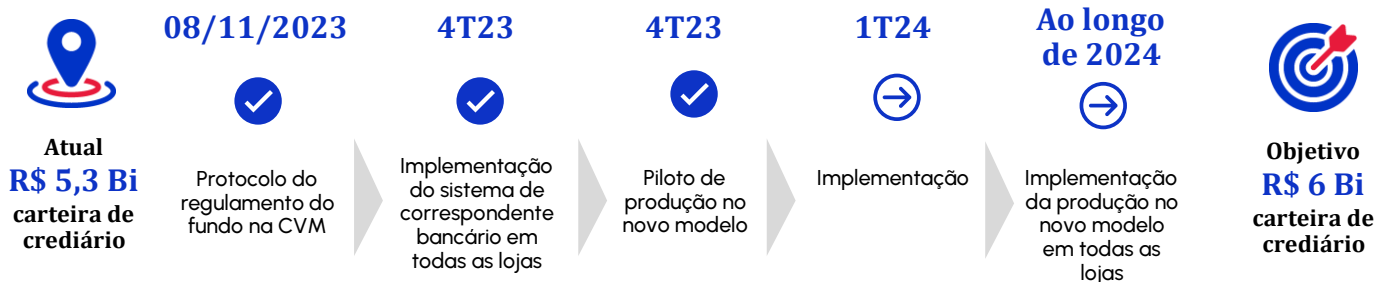 Atual
R$ 5,3 Bi
carteira de
crediário
08/11/2023
Protocolo do
regulamento do
fundo na CVM
4T23
Implementação
do sistema de
correspondente
bancário em
todas as lojas
4T23
Piloto de
produção no
novo modelo
1T24
Implementação
Ao longo
de 2024
Implementação
da produção no
novo modelo
em todas as
lojas
Objetivo
R$ 6 Bi
carteira de
crediário